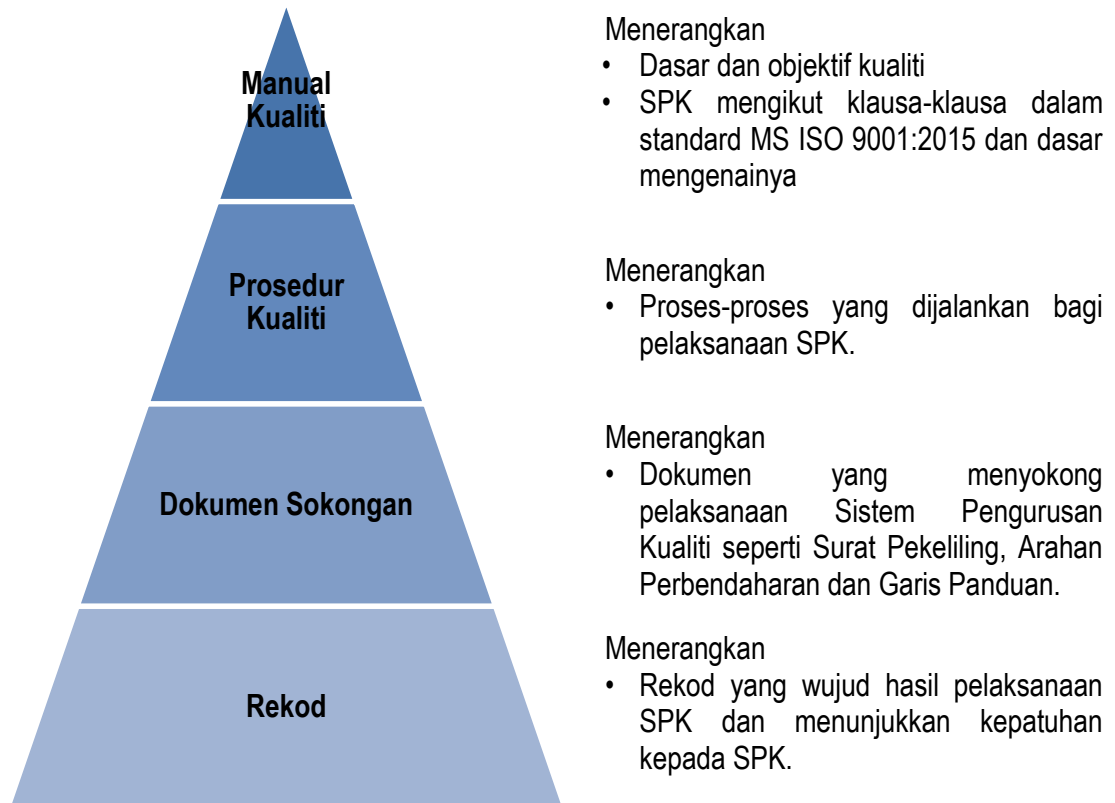 Manual
Kualiti
Menerangkan
• Dasar dan objektif kualiti
• SPK mengikut klausa-klausa dalam
standard MS ISO 9001:2015 dan dasar
mengenainya
Prosedur
Kualiti
Menerangkan
• Proses-proses yang dijalankan bagi
pelaksanaan SPK.
Dokumen Sokongan
Menerangkan
• Dokumen yang menyokong
pelaksanaan Sistem Pengurusan
Kualiti seperti Surat Pekeliling, Arahan
Perbendaharan dan Garis Panduan.
Rekod
Menerangkan
• Rekod yang wujud hasil pelaksanaan
SPK dan menunjukkan kepatuhan
kepada SPK.